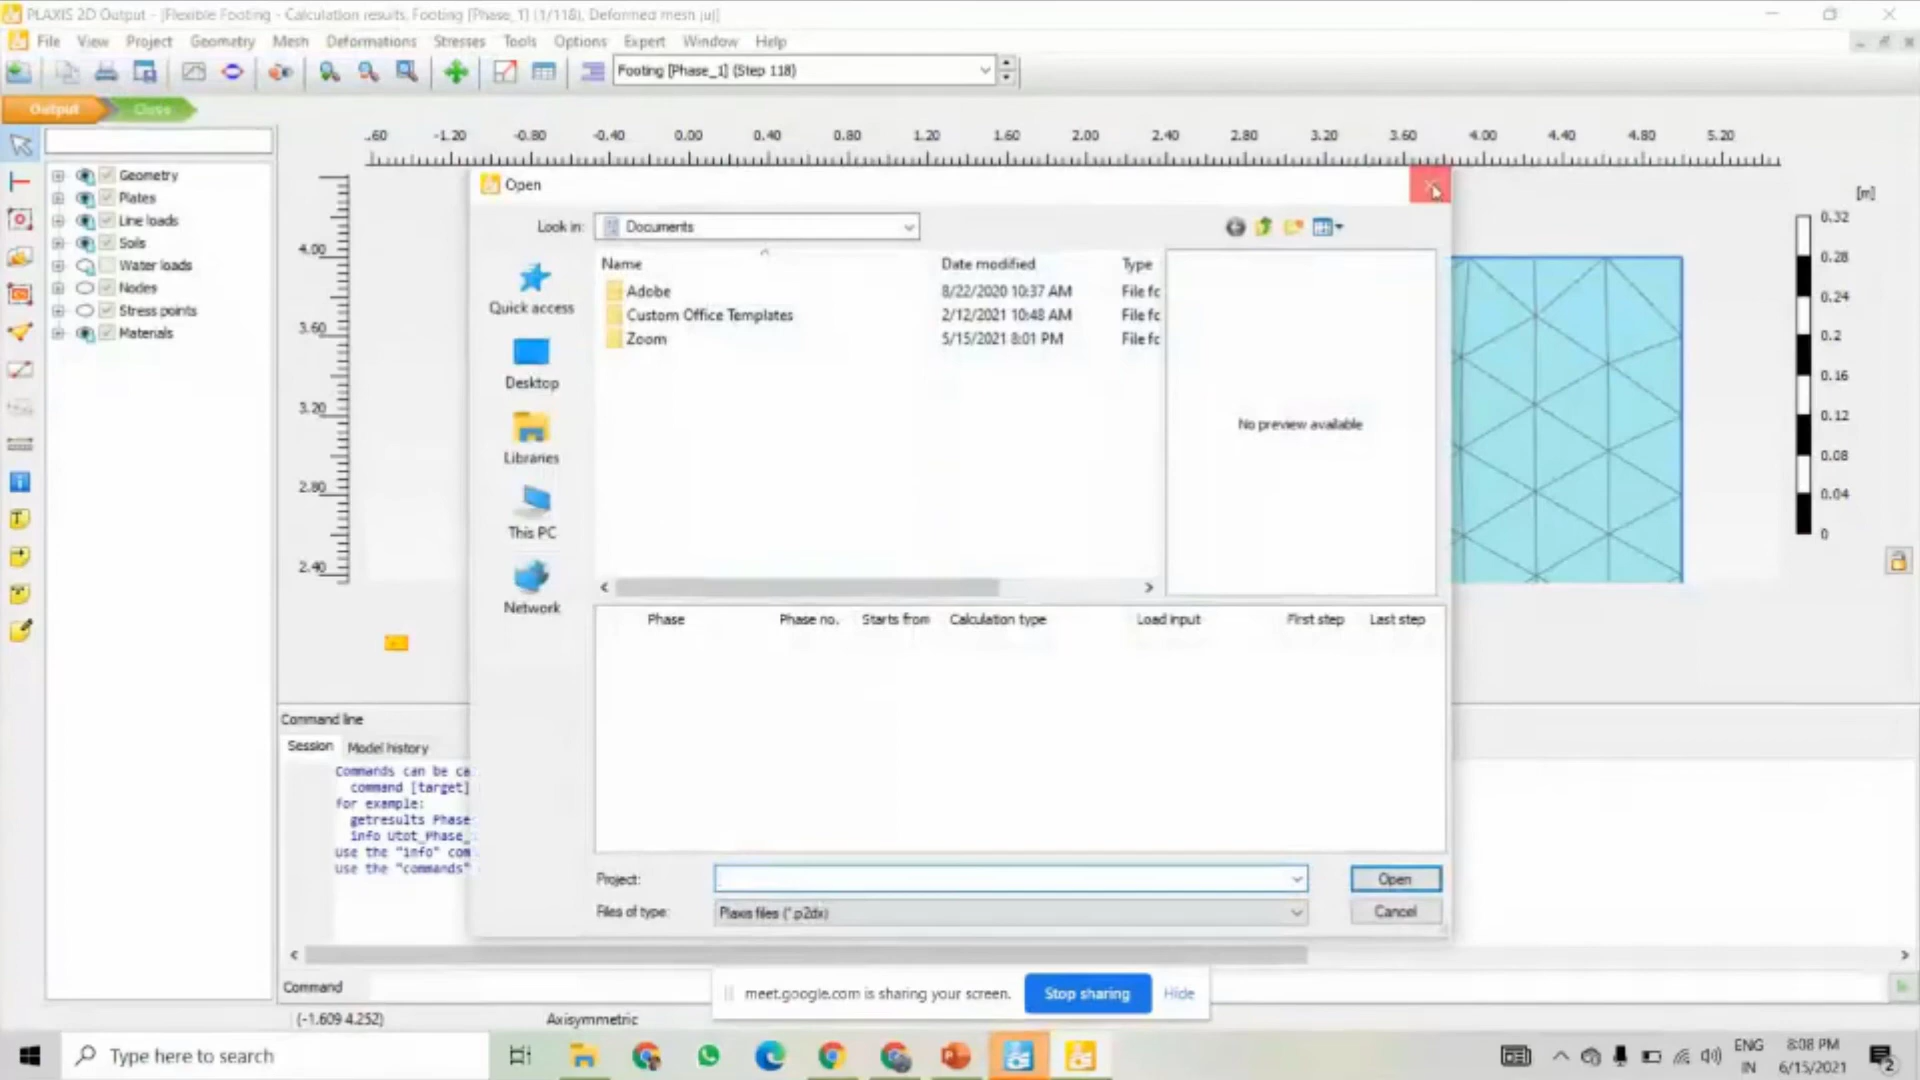 PLAXIS 2D Output - [Flexible Footing - Calculation results, Footing [Phase_1] (1/118), Deformed mesh |u|]
File View Project Geometry Mesh Deformations Stresses Tools Options Expert Window Help
Footing [Phase_1] (Step 118)
Output Close
.60 -1.20 -0.80 -0.40 0.00 0.40 0.80 1.20 1.60 2.00 2.40 2.80 3.20 3.60 4.00 4.40 4.80 5.20
Geometry
Plates
Line loads
Soils
Water loads
Nodes
Stress points
Materials
4.00
3.60
3.20
2.80
2.40
Open
Look in: Documents
Name Date modified Type
Adobe 8/22/2020 10:37 AM File fc
Custom Office Templates 2/12/2021 10:48 AM File fc
Zoom 5/15/2021 8:01 PM File fc
Quick access
Desktop
Libraries
This PC
Network
No preview available
Phase Phase no. Starts from Calculation type Load input First step Last step
Project:
Open
Files of type: Plaxis files (*.p2dx)
Cancel
[m]
0.32
0.28
0.24
0.2
0.16
0.12
0.08
0.04
0
Command line
Session Model history
Commands can be ca
command [target]
for example:
getresults Phase
info Utot_Phase_
Use the "info" com
Use the "commands"
Command
meet.google.com is sharing your screen. Stop sharing Hide
(-1.609 4.252) Axisymmetric
Type here to search
ENG
IN
8:08 PM
6/15/2021
2